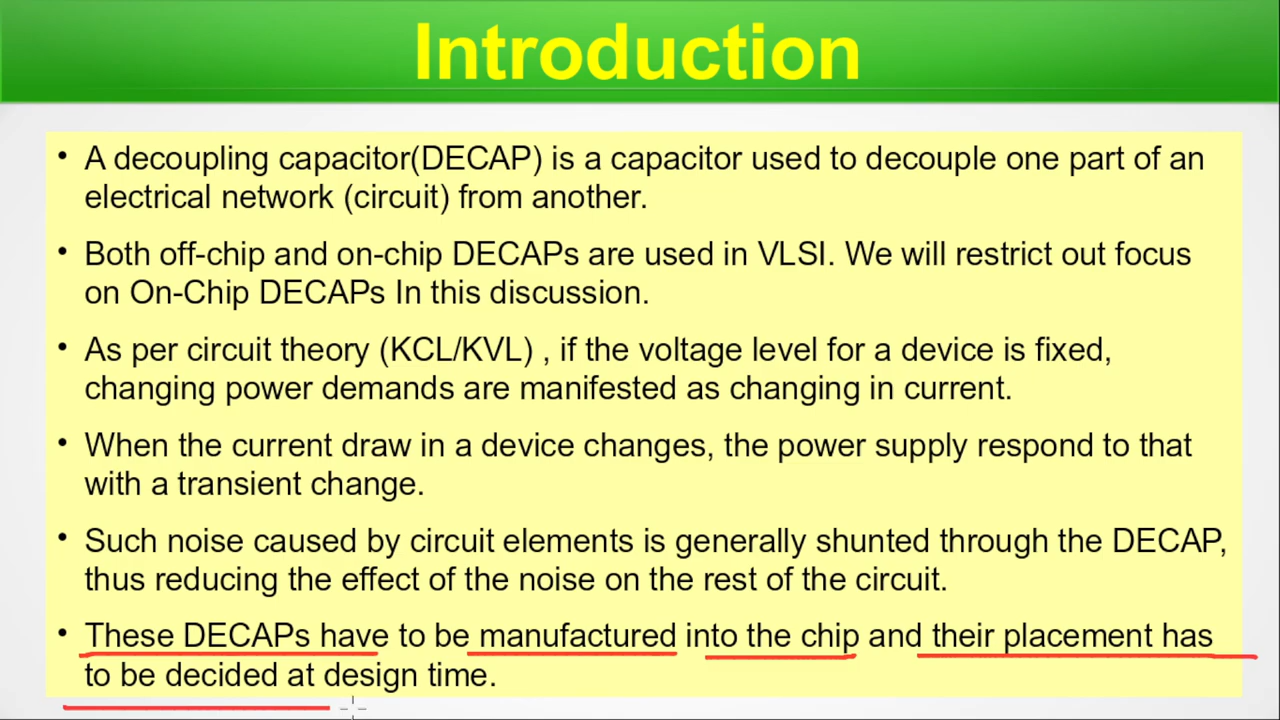 Introduction
• A decoupling capacitor(DECAP) is a capacitor used to decouple one part of an
electrical network (circuit) from another.
• Both off-chip and on-chip DECAPs are used in VLSI. We will restrict out focus
on On-Chip DECAPs In this discussion.
• As per circuit theory (KCL/KVL) , if the voltage level for a device is fixed,
changing power demands are manifested as changing in current.
• When the current draw in a device changes, the power supply respond to that
with a transient change.
• Such noise caused by circuit elements is generally shunted through the DECAP,
thus reducing the effect of the noise on the rest of the circuit.
• These DECAPs have to be manufactured into the chip and their placement has
to be decided at design time.